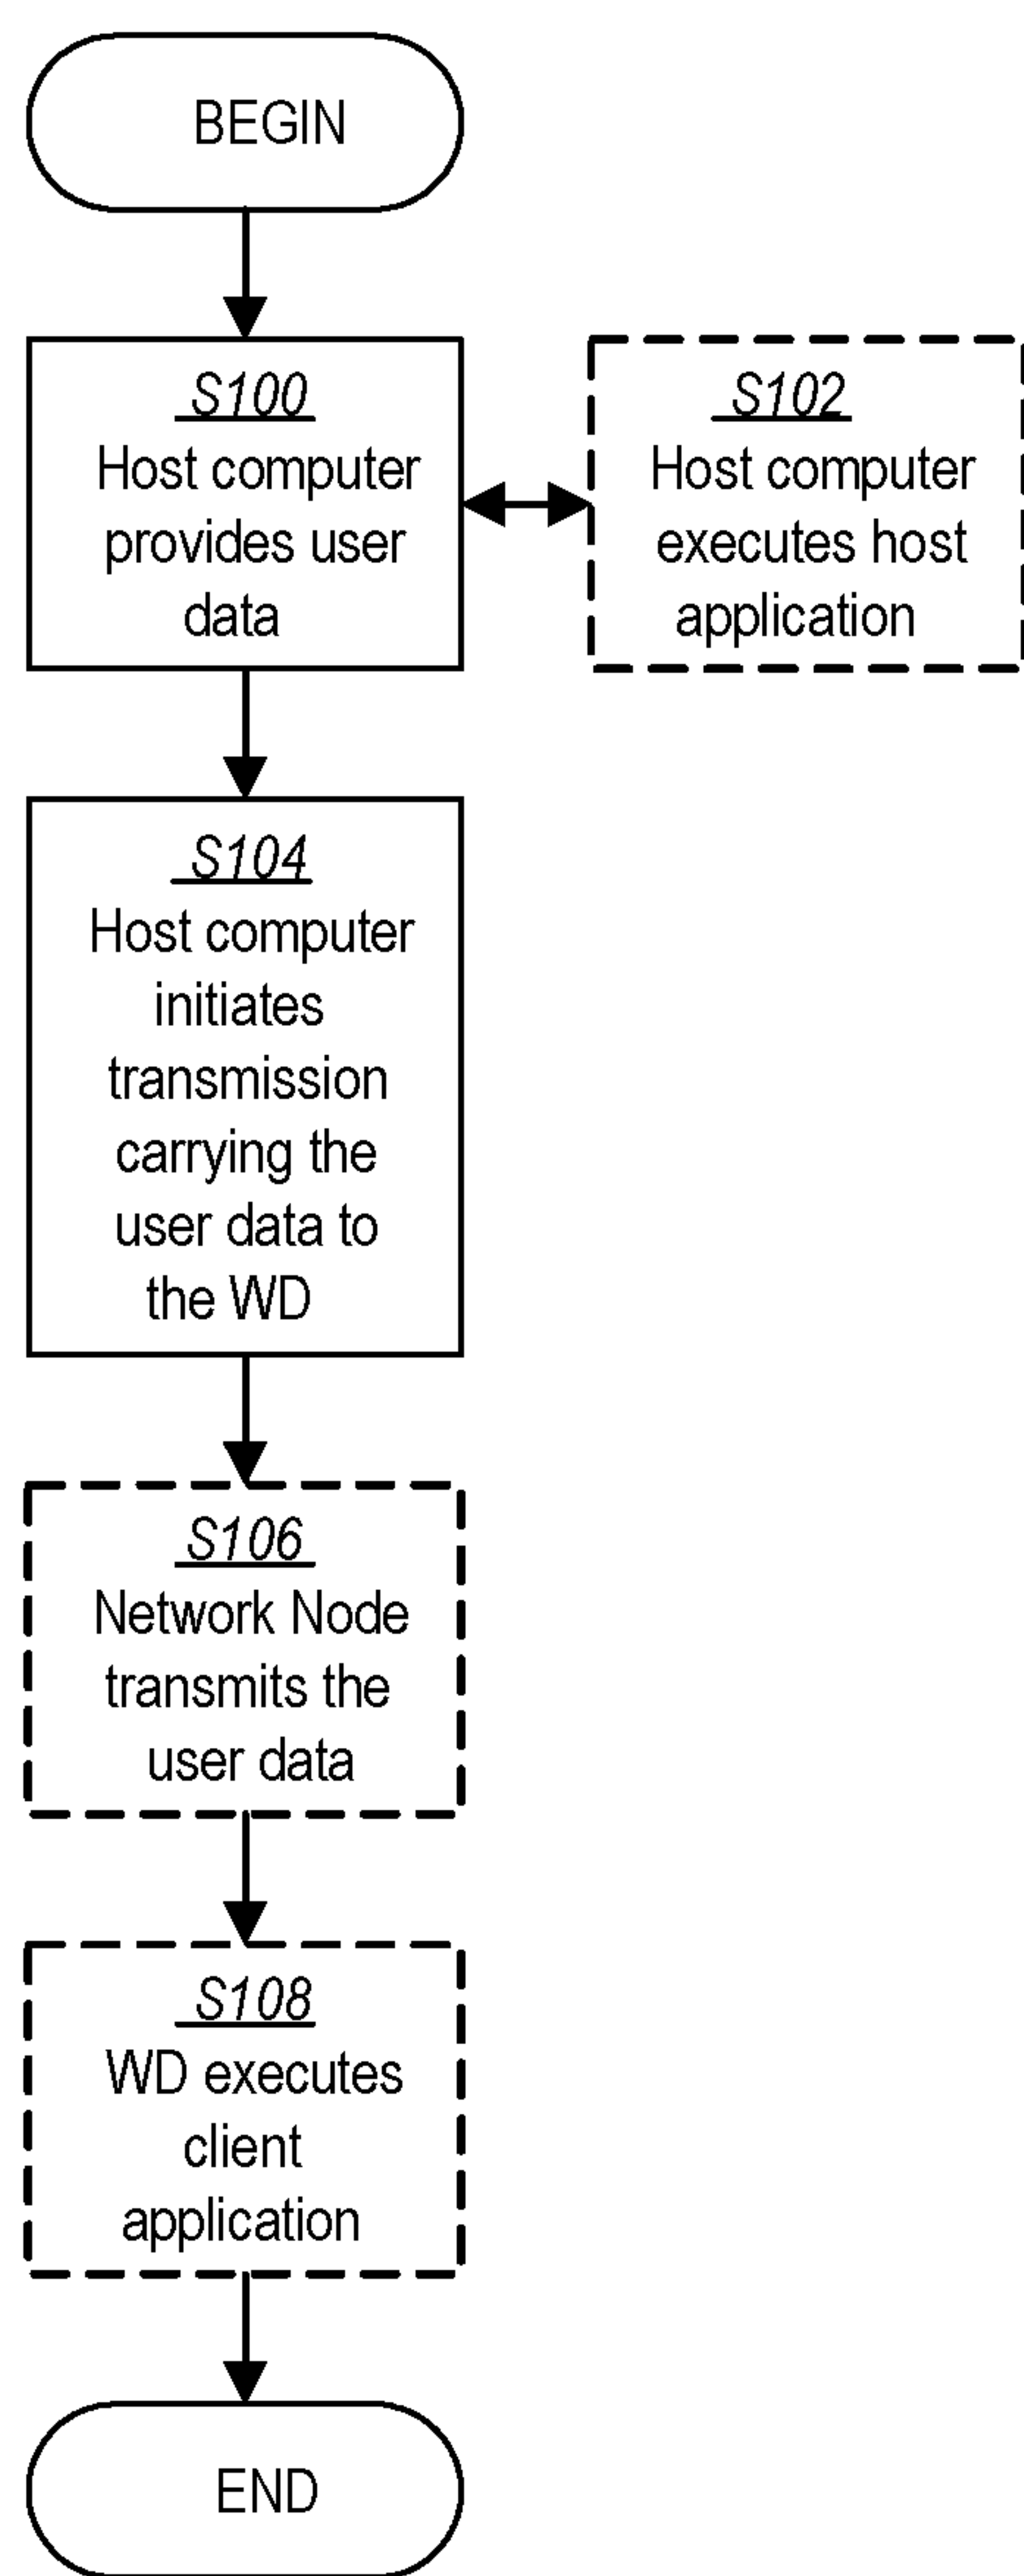 BEGIN
S100
Host computer
provides user
data
S102
Host computer
executes host
application
S104
Host computer
initiates
transmission
carrying the
user data to
the WD
S106
Network Node
transmits the
user data
S108
WD executes
client
application
END